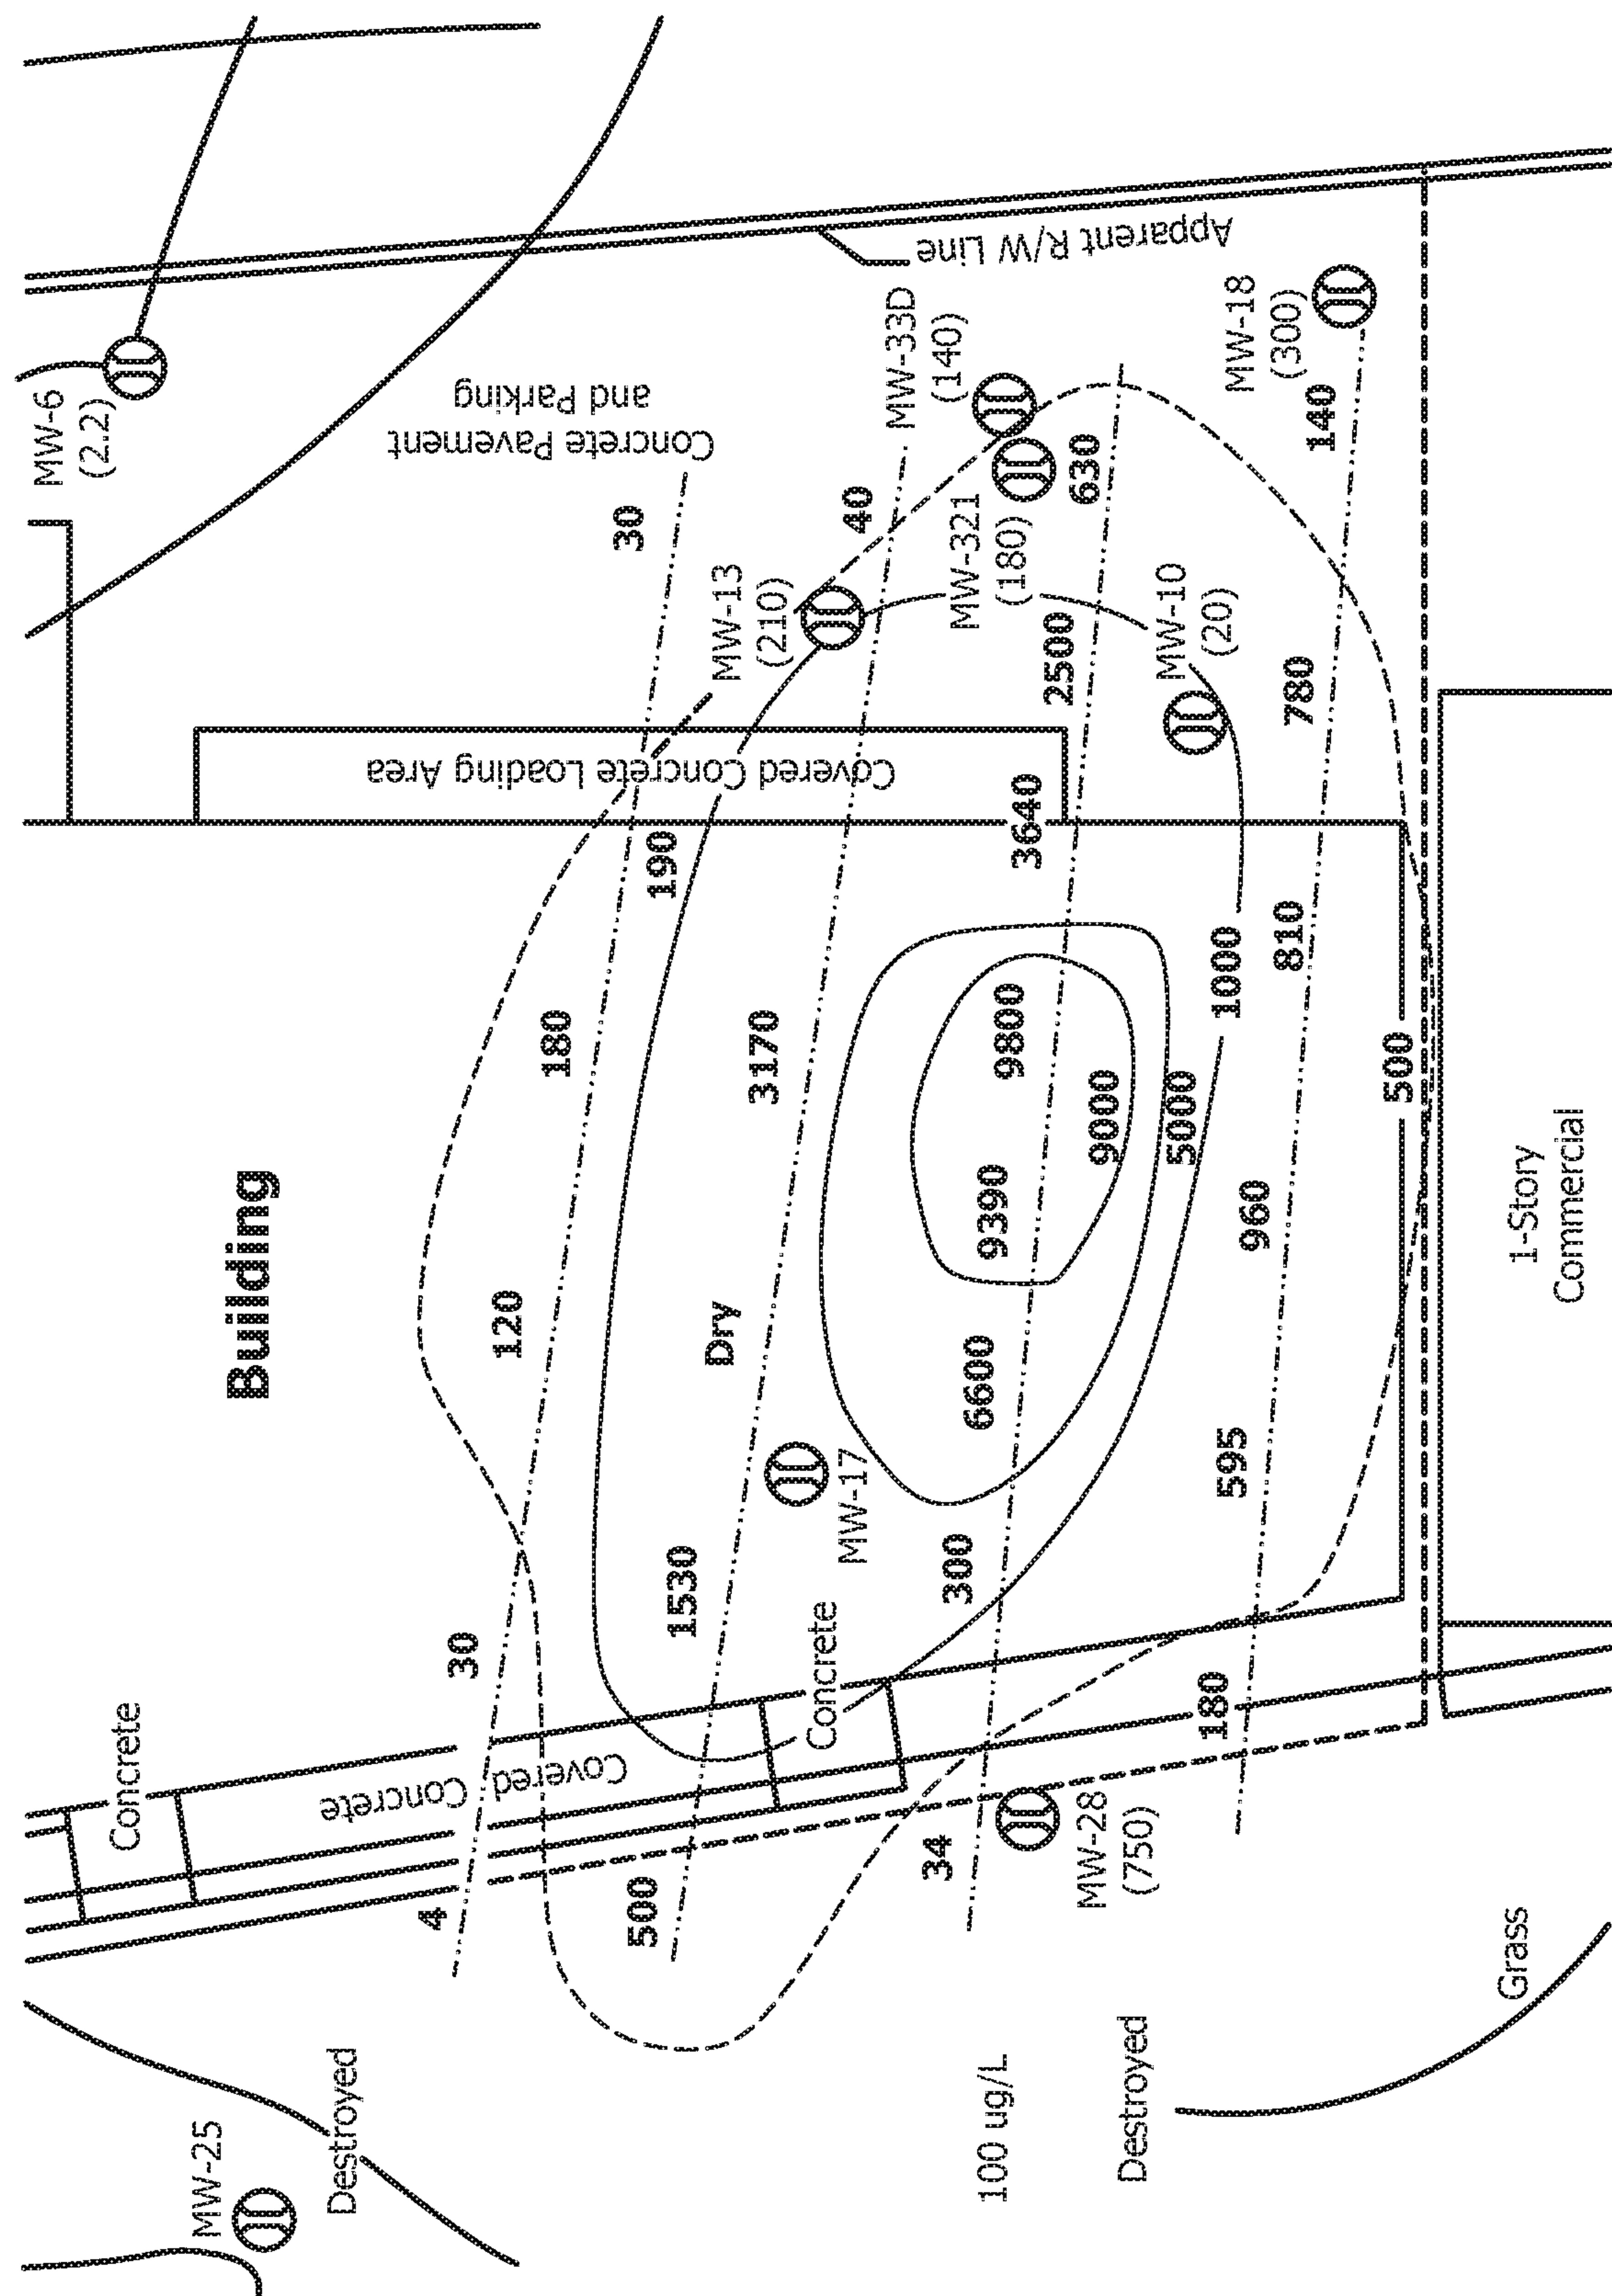 MW-25
Destroyed
Concrete
Covered
Concrete
Building
MW-6
(2.2)
4
30
120
180
190
30
Concrete Pavement
and Parking
500
1530
Dry
3170
Covered Concrete Loading Area
MW-13
(210)
40
MW-33D
(140)
Apparent R/W Line
Concrete
MW-17
34
300
6600
9390
9800
3640
2500
630
MW-321
(180)
100 ug/L
MW-28
(750)
9000
5000
1000
MW-10
(20)
Destroyed
180
595
960
810
780
140
MW-18
(300)
500
Grass
1-Story
Commercial